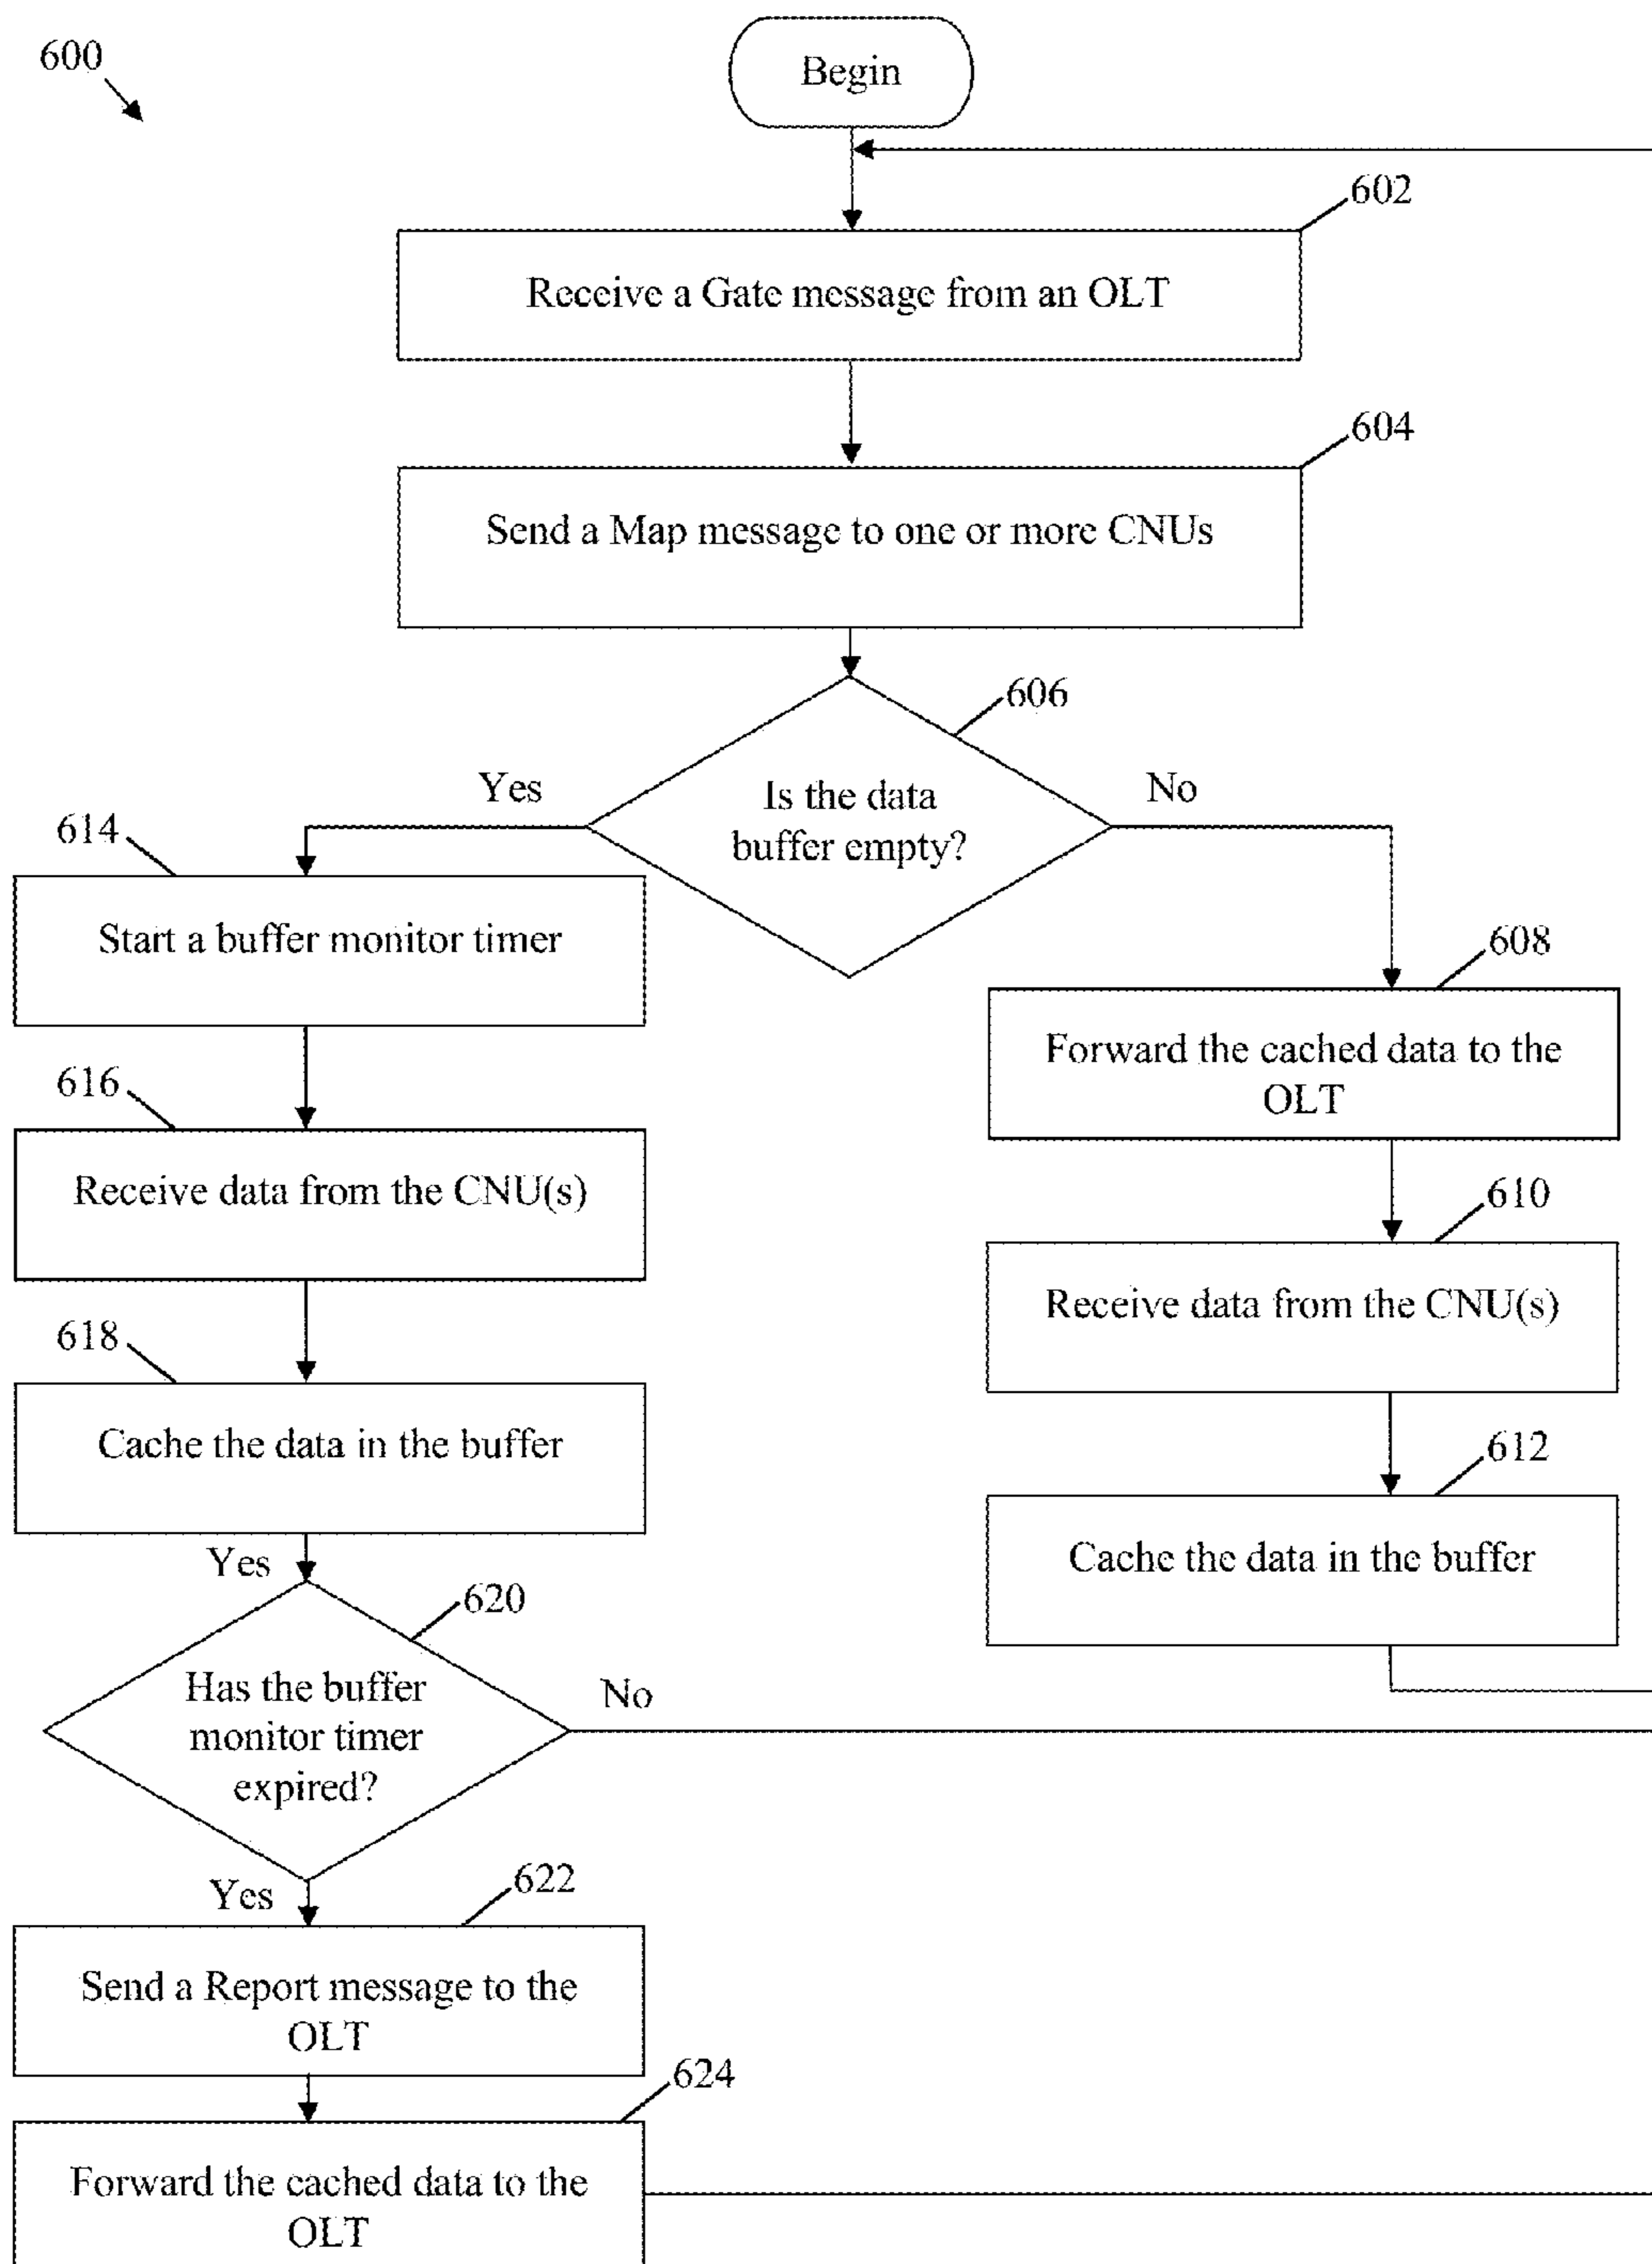 600
Begin
602
Receive a Gate message from an OLT
604
Send a Map message to one or more CNUs
606
Is the data
buffer empty?
Yes
No
614
Start a buffer monitor timer
608
Forward the cached data to the
OLT
616
Receive data from the CNU(s)
610
Receive data from the CNU(s)
618
Cache the data in the buffer
612
Cache the data in the buffer
Yes
620
Has the buffer
monitor timer
expired?
No
Yes
622
Send a Report message to the
OLT
624
Forward the cached data to the
OLT